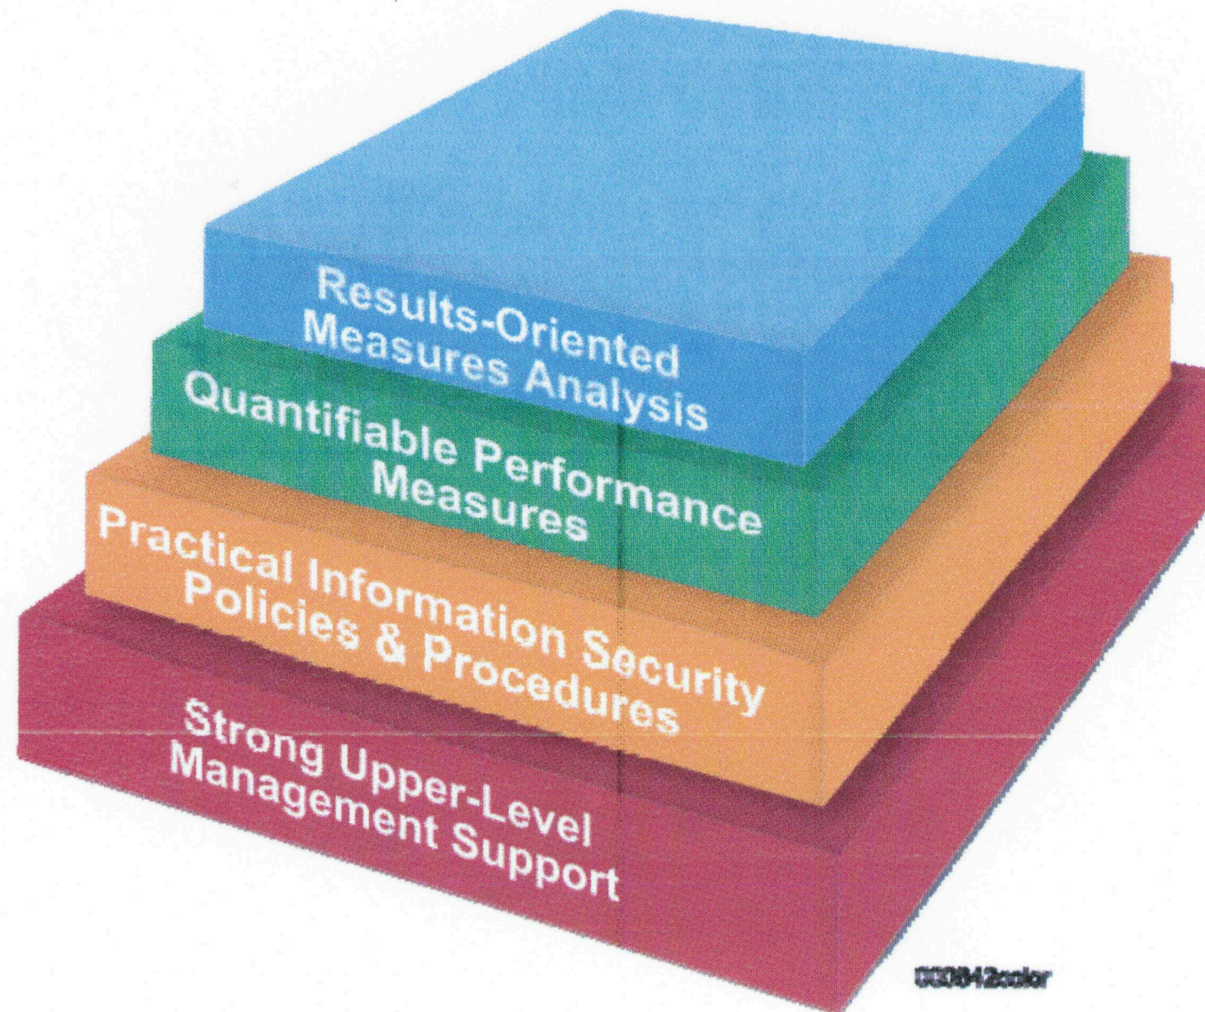 Results-Oriented
Measures Analysis
Quantifiable Performance
Measures
Practical Information Security
Policies & Procedures
Strong Upper-Level
Management Support